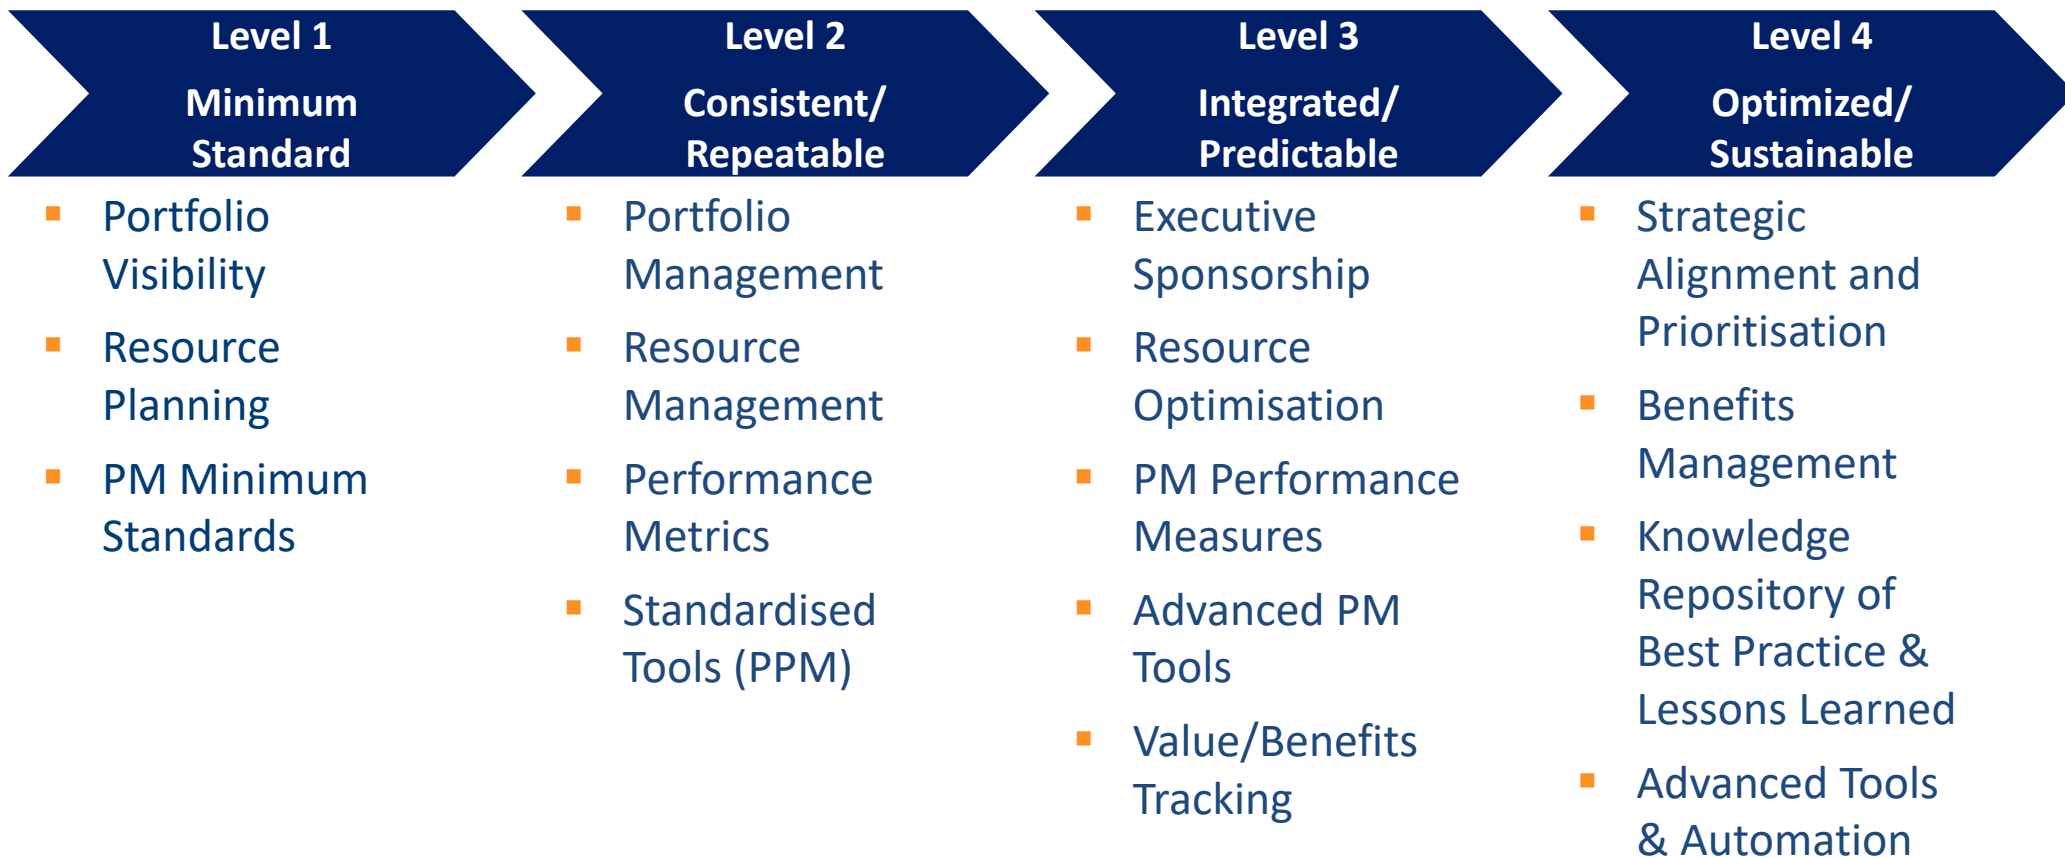 Level 1
Minimum
Standard
Portfolio
Visibility
Resource
Planning
PM Minimum
Standards
Level 2
Consistent/
Repeatable
Portfolio
Management
Resource
Management
Performance
Metrics
Standardised
Tools (PPM)
Level 3
Integrated/
Predictable
Executive
Sponsorship
Resource
Optimisation
PM Performance
Measures
Advanced PM
Tools
Value/Benefits
Tracking
Level 4
Optimized/
Sustainable
Strategic
Alignment and
Prioritisation
Benefits
Management
Knowledge
Repository of
Best Practice &
Lessons Learned
Advanced Tools
& Automation